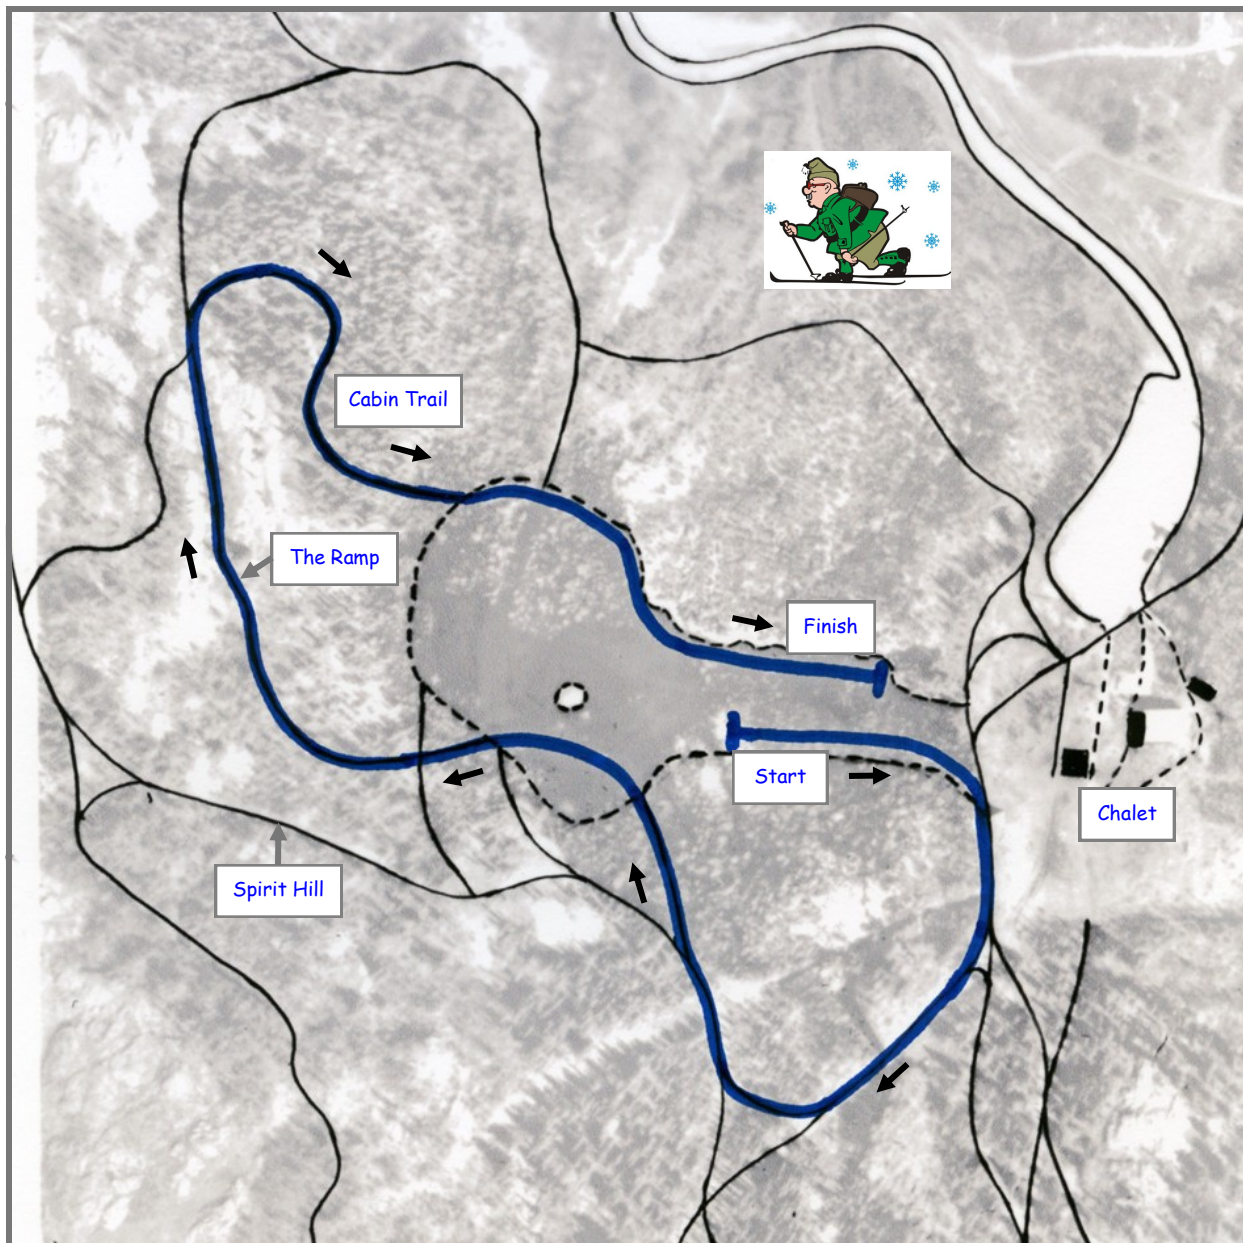 Cabin Trail
The Ramp
Finish
Start
Chalet
Spirit Hill